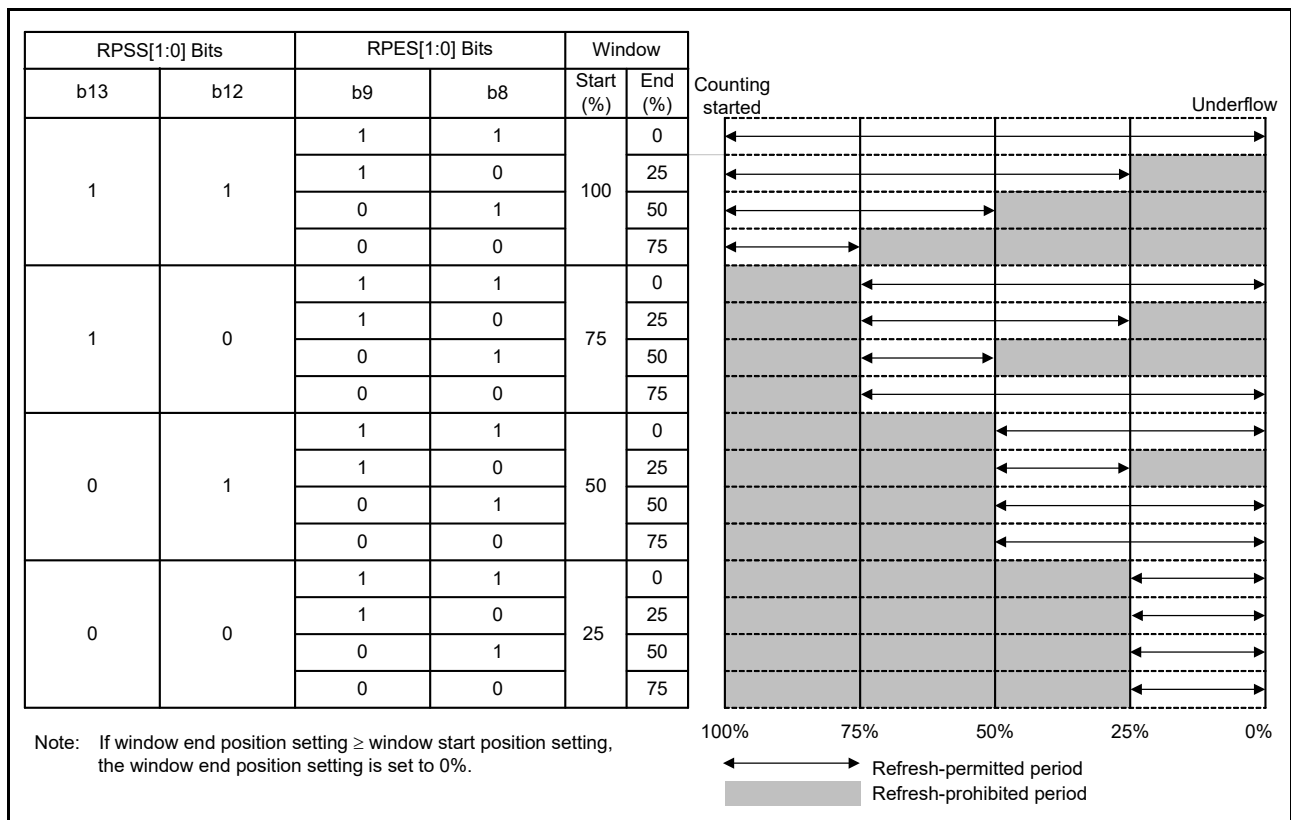 RPSS[1:0] Bits RPES[1:0] Bits Window
b13 b12 b9 b8 Start (%) End (%)
Counting started Underflow
1 1 1 1 100 0
1 0 25
0 1 50
0 0 75
1 0 1 1 75 0
1 0 25
0 1 50
0 0 75
0 1 1 1 50 0
1 0 25
0 1 50
0 0 75
0 0 1 1 25 0
1 0 25
0 1 50
0 0 75
100% 75% 50% 25% 0%
Note: If window end position setting ≥ window start position setting,
the window end position setting is set to 0%.
Refresh-permitted period
Refresh-prohibited period